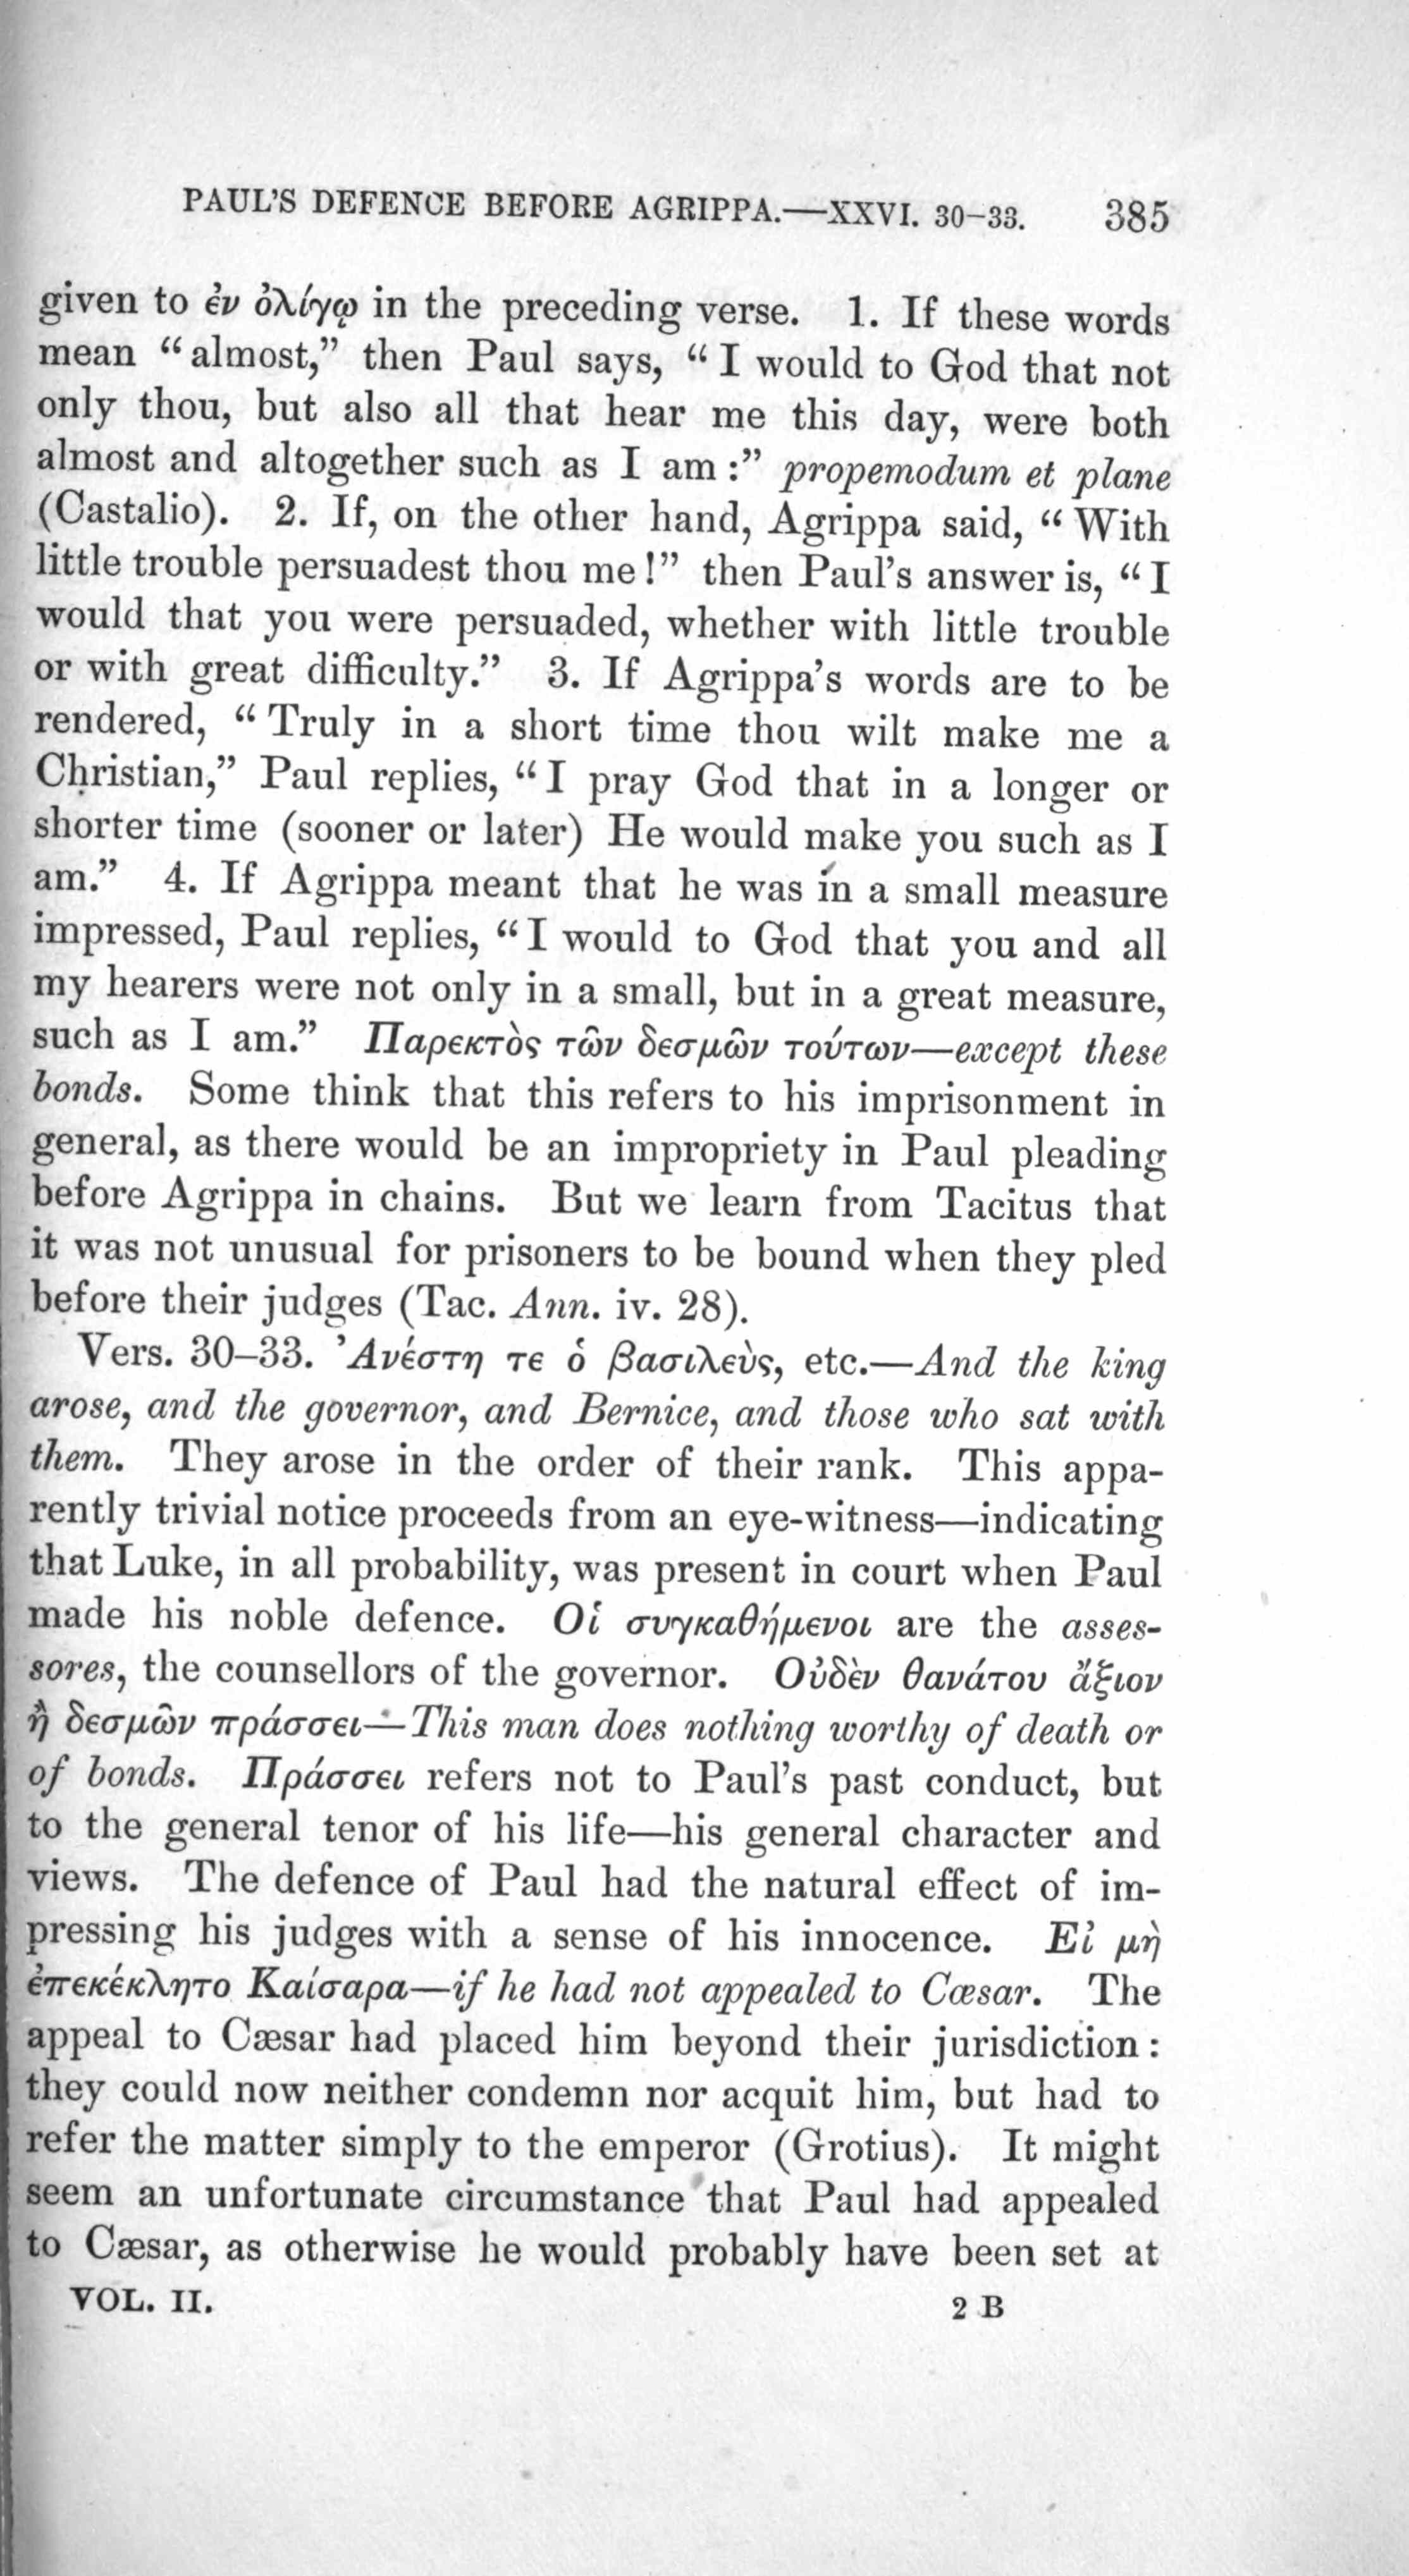 PAUL'S DEFENCE BEFORE AGRIPPA.—XXVI. 30–33. 385
given to ἐν ὀλίγῳ in the preceding verse. 1. If these words
mean “almost,” then Paul says, “I would to God that not
only thou, but also all that hear me this day, were both
almost and altogether such as I am:” propemodum et plane
(Castalio). 2. If, on the other hand, Agrippa said, “With
little trouble persuadest thou me!” then Paul's answer is, “I
would that you were persuaded, whether with little trouble
or with great difficulty.” 3. If Agrippa's words are to be
rendered, “Truly in a short time thou wilt make me a
Christian,” Paul replies, “I pray God that in a longer or
shorter time (sooner or later) He would make you such as I
am.” 4. If Agrippa meant that he was in a small measure
impressed, Paul replies, “I would to God that you and all
my hearers were not only in a small, but in a great measure,
such as I am.” Παρεκτὸς τῶν δεσμῶν τούτων—except these
bonds. Some think that this refers to his imprisonment in
general, as there would be an impropriety in Paul pleading
before Agrippa in chains. But we learn from Tacitus that
it was not unusual for prisoners to be bound when they pled
before their judges (Tac. Ann. iv. 28).
Vers. 30–33. Ἀνέστη τε ὁ βασιλεὺς, etc.—And the king
arose, and the governor, and Bernice, and those who sat with
them. They arose in the order of their rank. This appa-
rently trivial notice proceeds from an eye-witness—indicating
that Luke, in all probability, was present in court when Paul
made his noble defence. Οἱ συγκαθήμενοι are the asses-
sores, the counsellors of the governor. Οὐδὲν θανάτου ἄξιον
ἢ δεσμῶν πράσσει—This man does nothing worthy of death or
of bonds. Πράσσει refers not to Paul's past conduct, but
to the general tenor of his life—his general character and
views. The defence of Paul had the natural effect of im-
pressing his judges with a sense of his innocence. Εἰ μὴ
ἐπεκέκλητο Καίσαρα—if he had not appealed to Cæsar. The
appeal to Cæsar had placed him beyond their jurisdiction:
they could now neither condemn nor acquit him, but had to
refer the matter simply to the emperor (Grotius). It might
seem an unfortunate circumstance that Paul had appealed
to Cæsar, as otherwise he would probably have been set at
VOL. II. 2 B